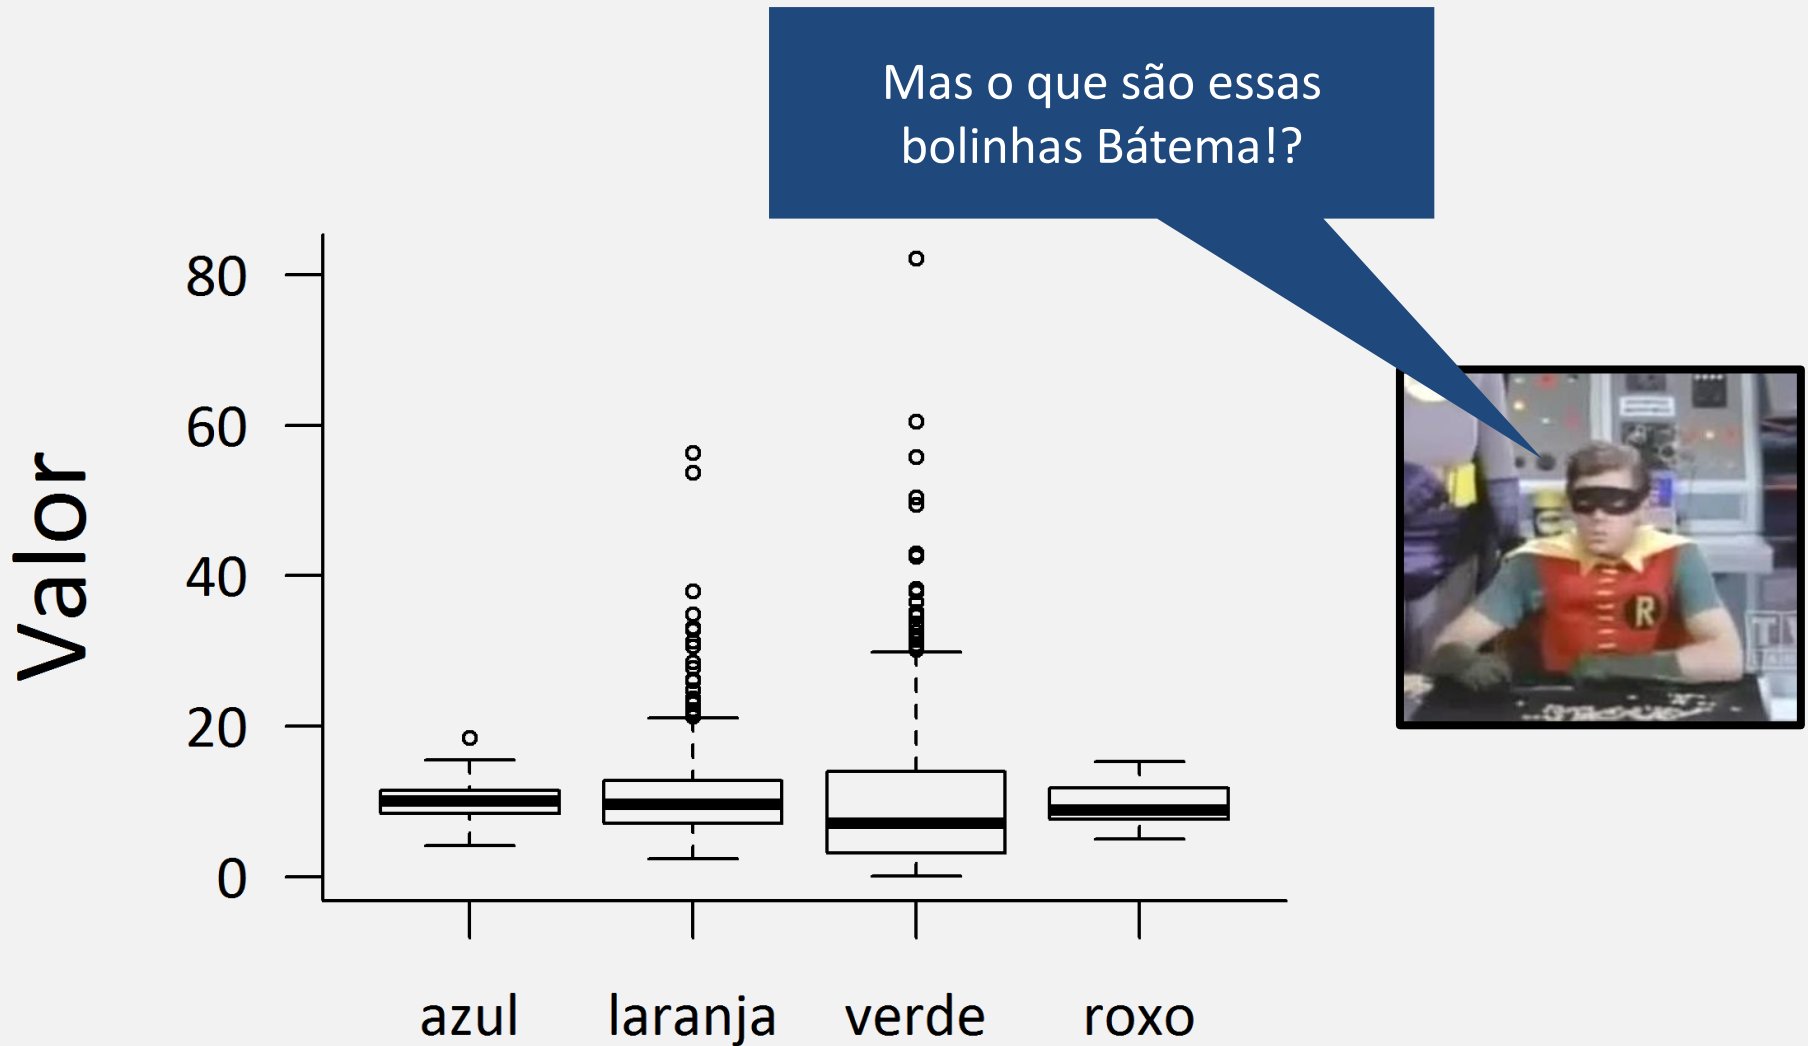 Mas o que são essas
bolinhas Bátema!?
Valor
80
60
40
20
0
azul laranja verde roxo
R